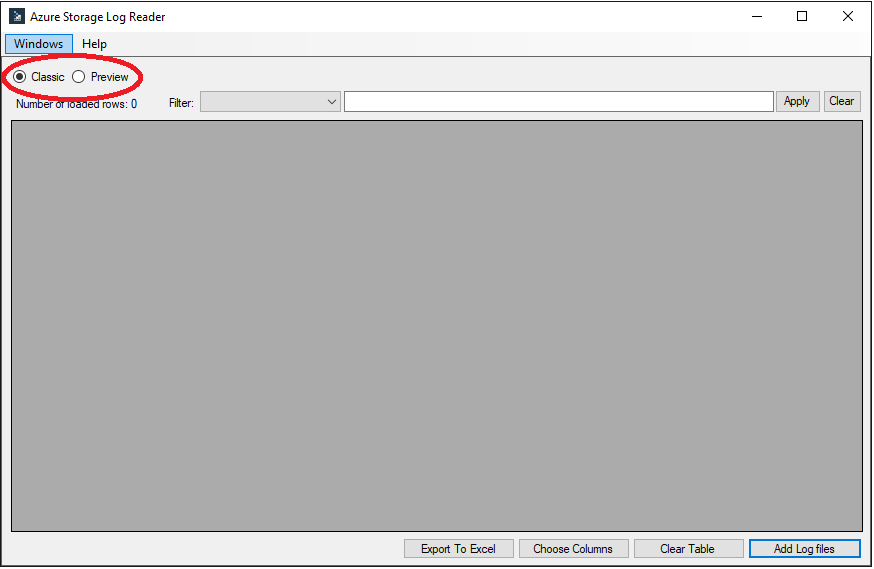 Azure Storage Log Reader
Windows Help
Classic Preview
Number of loaded rows: 0 Filter: Apply Clear
Export To Excel Choose Columns Clear Table Add Log files